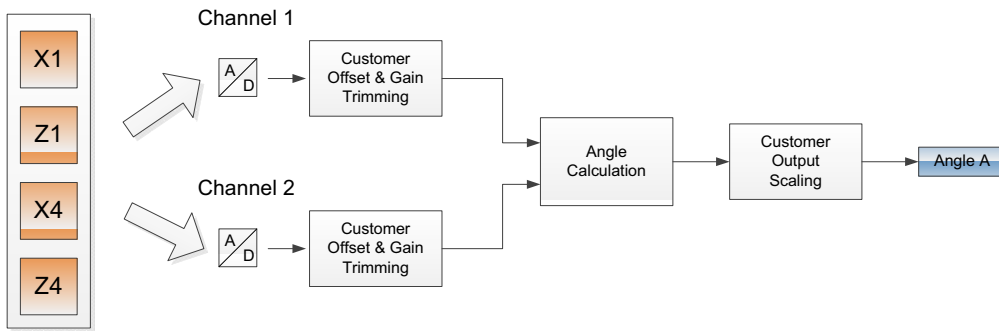 X1
Z1
X4
Z4
Channel 1
A
D
Customer
Offset & Gain
Trimming
Channel 2
A
D
Customer
Offset & Gain
Trimming
Angle
Calculation
Customer
Output
Scaling
Angle A